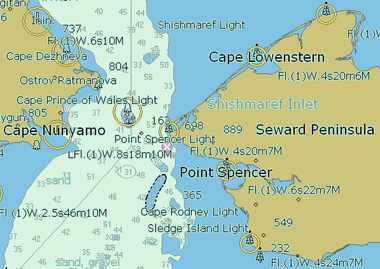 Inin
737
Shishmaref Light
Fl.(1)W.6s10M
Cape Dezhneva
804
Cape Lowenstern
Fl.(1)W.4s20m6M
Ostrov Ratmanova
Cape Prince of Wales Light
Shishmaref Inlet
805
163
698
889
Cape Nunyamo
Seward Peninsula
Point Spencer Light
LFl.(1)W.8s18m10M
Fl.(1)W.4s20m7M
sand
Point Spencer
Fl.(1)W.6s22m7M
365
Fl.(1)W.2.5s46m10M
Cape Rodney Light
549
Sledge Island Light
232
sand, gravel
Fl.(1)W.4s24m7M